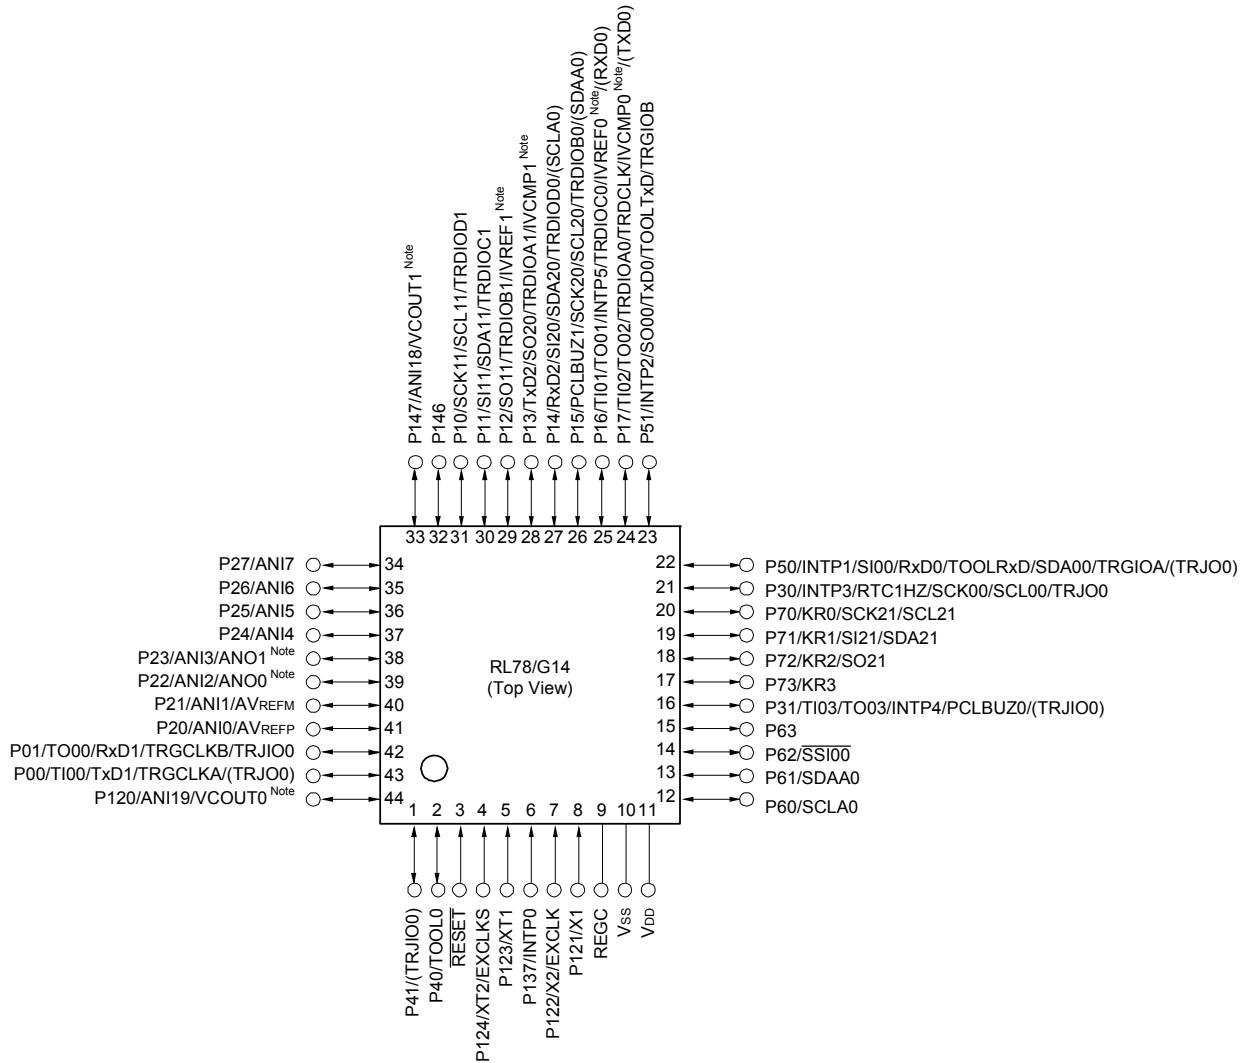 P147/ANI18/VCOUT1 Note
P146
P10/SCK11/SCL11/TRDIOD1
P11/SI11/SDA11/TRDIOC1
P12/SO11/TRDIOB1/IVREF1 Note
P13/TxD2/SO20/TRDIOA1/IVCMP1 Note
P14/RxD2/SI20/SDA20/TRDIOD0/(SCLA0)
P15/PCLBUZ1/SCK20/SCL20/TRDIOB0/(SDAA0)
P16/TI01/TO01/INTP5/TRDIOC0/IVREF0 Note/(RXD0)
P17/TI02/TO02/TRDIOA0/TRDCLK/IVCMP0 Note/(TXD0)
P51/INTP2/SO00/TxD0/TOOLTxD/TRGIOB
33 32 31 30 29 28 27 26 25 24 23
P27/ANI7 34
P26/ANI6 35
P25/ANI5 36
P24/ANI4 37
P23/ANI3/ANO1 Note 38
P22/ANI2/ANO0 Note 39
P21/ANI1/AVREFM 40
P20/ANI0/AVREFP 41
P01/TO00/RxD1/TRGCLKB/TRJIO0 42
P00/TI00/TxD1/TRGCLKA/(TRJO0) 43
P120/ANI19/VCOUT0 Note 44
RL78/G14
(Top View)
22 P50/INTP1/SI00/RxD0/TOOLRxD/SDA00/TRGIOA/(TRJO0)
21 P30/INTP3/RTC1HZ/SCK00/SCL00/TRJO0
20 P70/KR0/SCK21/SCL21
19 P71/KR1/SI21/SDA21
18 P72/KR2/SO21
17 P73/KR3
16 P31/TI03/TO03/INTP4/PCLBUZ0/(TRJIO0)
15 P63
14 P62/SSI00
13 P61/SDAA0
12 P60/SCLA0
1 2 3 4 5 6 7 8 9 10 11
P41/(TRJIO0)
P40/TOOL0
RESET
P124/XT2/EXCLKS
P123/XT1
P137/INTP0
P122/X2/EXCLK
P121/X1
REGC
VSS
VDD